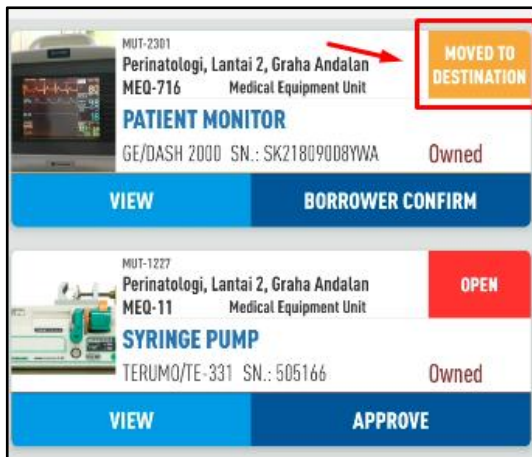 MUT-2301
Perinatologi, Lantai 2, Graha Andalan
MEQ-716 Medical Equipment Unit
MOVED TO
DESTINATION
PATIENT MONITOR
GE/DASH 2000 SN.: SK21809008YWA Owned
VIEW BORROWER CONFIRM
MUT-1227
Perinatologi, Lantai 2, Graha Andalan
MEQ-11 Medical Equipment Unit
OPEN
SYRINGE PUMP
TERUMO/TE-331 SN.: 505166 Owned
VIEW APPROVE